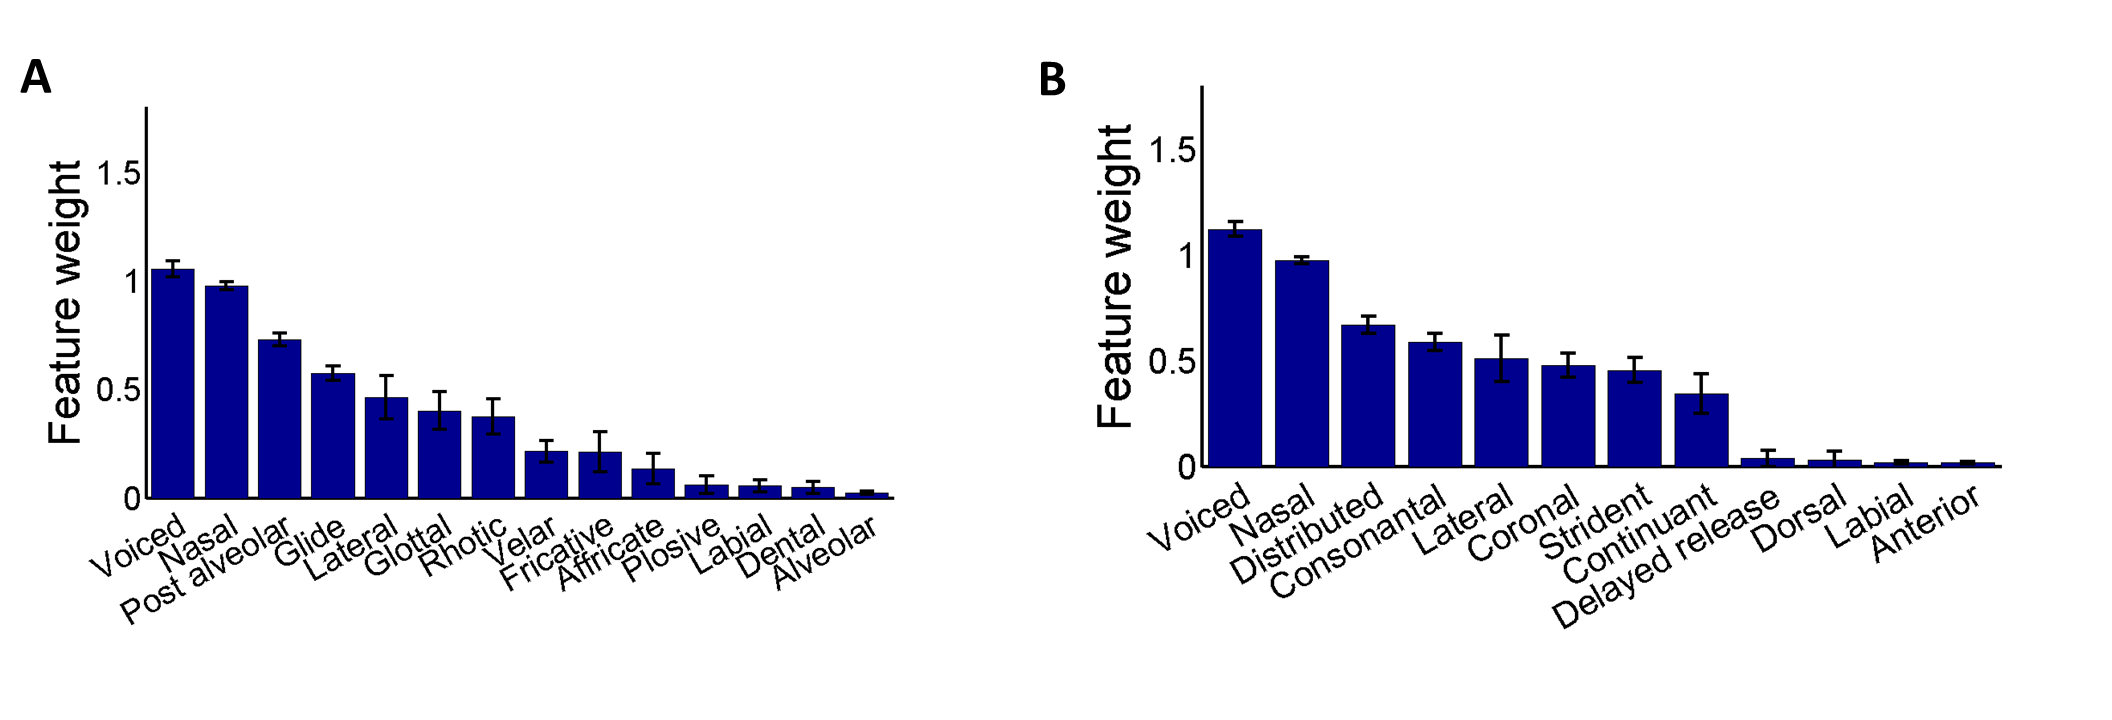 A
Feature weight
1.5
1
0.5
0
Voiced
Nasal
Post alveolar
Glide
Lateral
Glottal
Rhotic
Velar
Fricative
Affricate
Plosive
Labial
Dental
Alveolar
B
Feature weight
1.5
1
0.5
0
Voiced
Nasal
Distributed
Consonantal
Lateral
Coronal
Strident
Continuant
Delayed release
Dorsal
Labial
Anterior